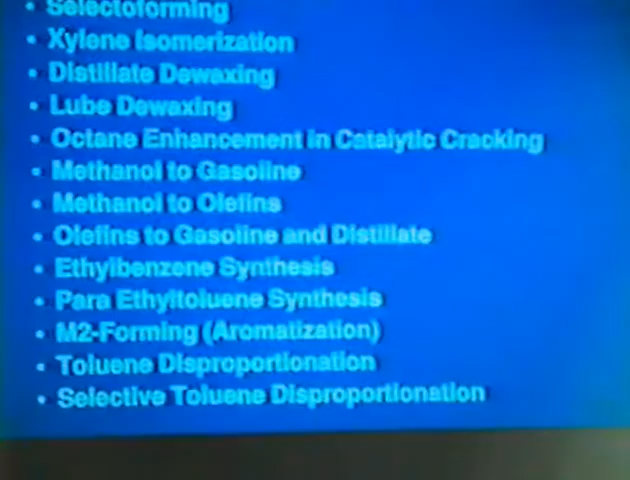 • Selectoforming
• Xylene Isomerization
• Distillate Dewaxing
• Lube Dewaxing
• Octane Enhancement in Catalytic Cracking
• Methanol to Gasoline
• Methanol to Olefins
• Olefins to Gasoline and Distillate
• Ethylbenzene Synthesis
• Para Ethyltoluene Synthesis
• M2-Forming (Aromatization)
• Toluene Disproportionation
• Selective Toluene Disproportionation